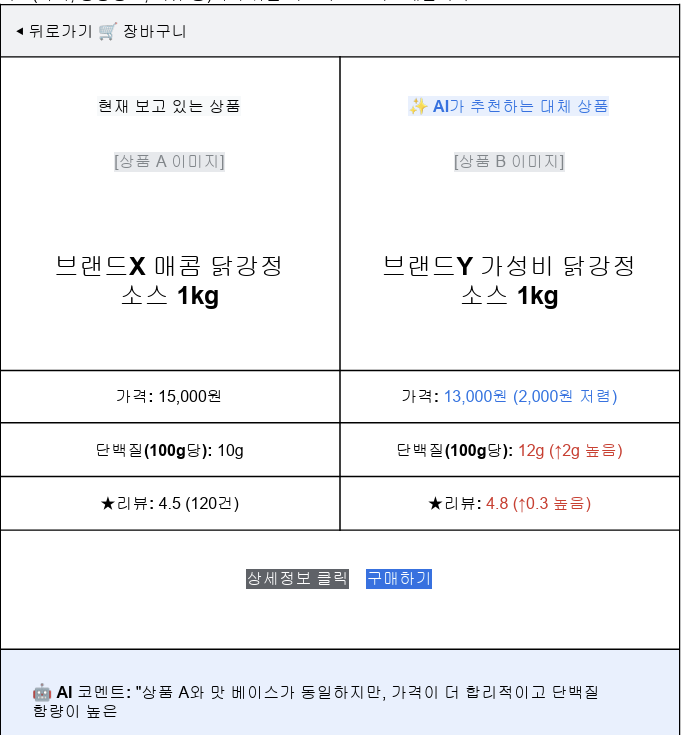 ◀ 뒤로가기 🛒 장바구니
현재 보고 있는 상품
✨ AI가 추천하는 대체 상품
[상품 A 이미지]
[상품 B 이미지]
브랜드X 매콤 닭강정
소스 1kg
브랜드Y 가성비 닭강정
소스 1kg
가격: 15,000원
가격: 13,000원 (2,000원 저렴)
단백질(100g당): 10g
단백질(100g당): 12g (↑2g 높음)
★리뷰: 4.5 (120건)
★리뷰: 4.8 (↑0.3 높음)
상세정보 클릭 구매하기
🤖 AI 코멘트: "상품 A와 맛 베이스가 동일하지만, 가격이 더 합리적이고 단백질
함량이 높은